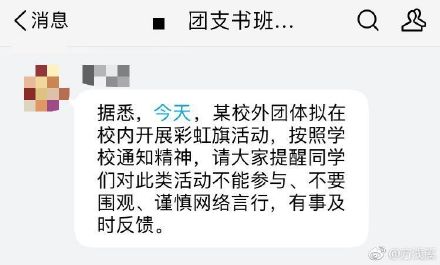 消息
团支书班...
据悉，今天，某校外团体拟在
校内开展彩虹旗活动，按照学
校通知精神，请大家提醒同学
们对此类活动不能参与、不要
围观、谨慎网络言行，有事及
时反馈。